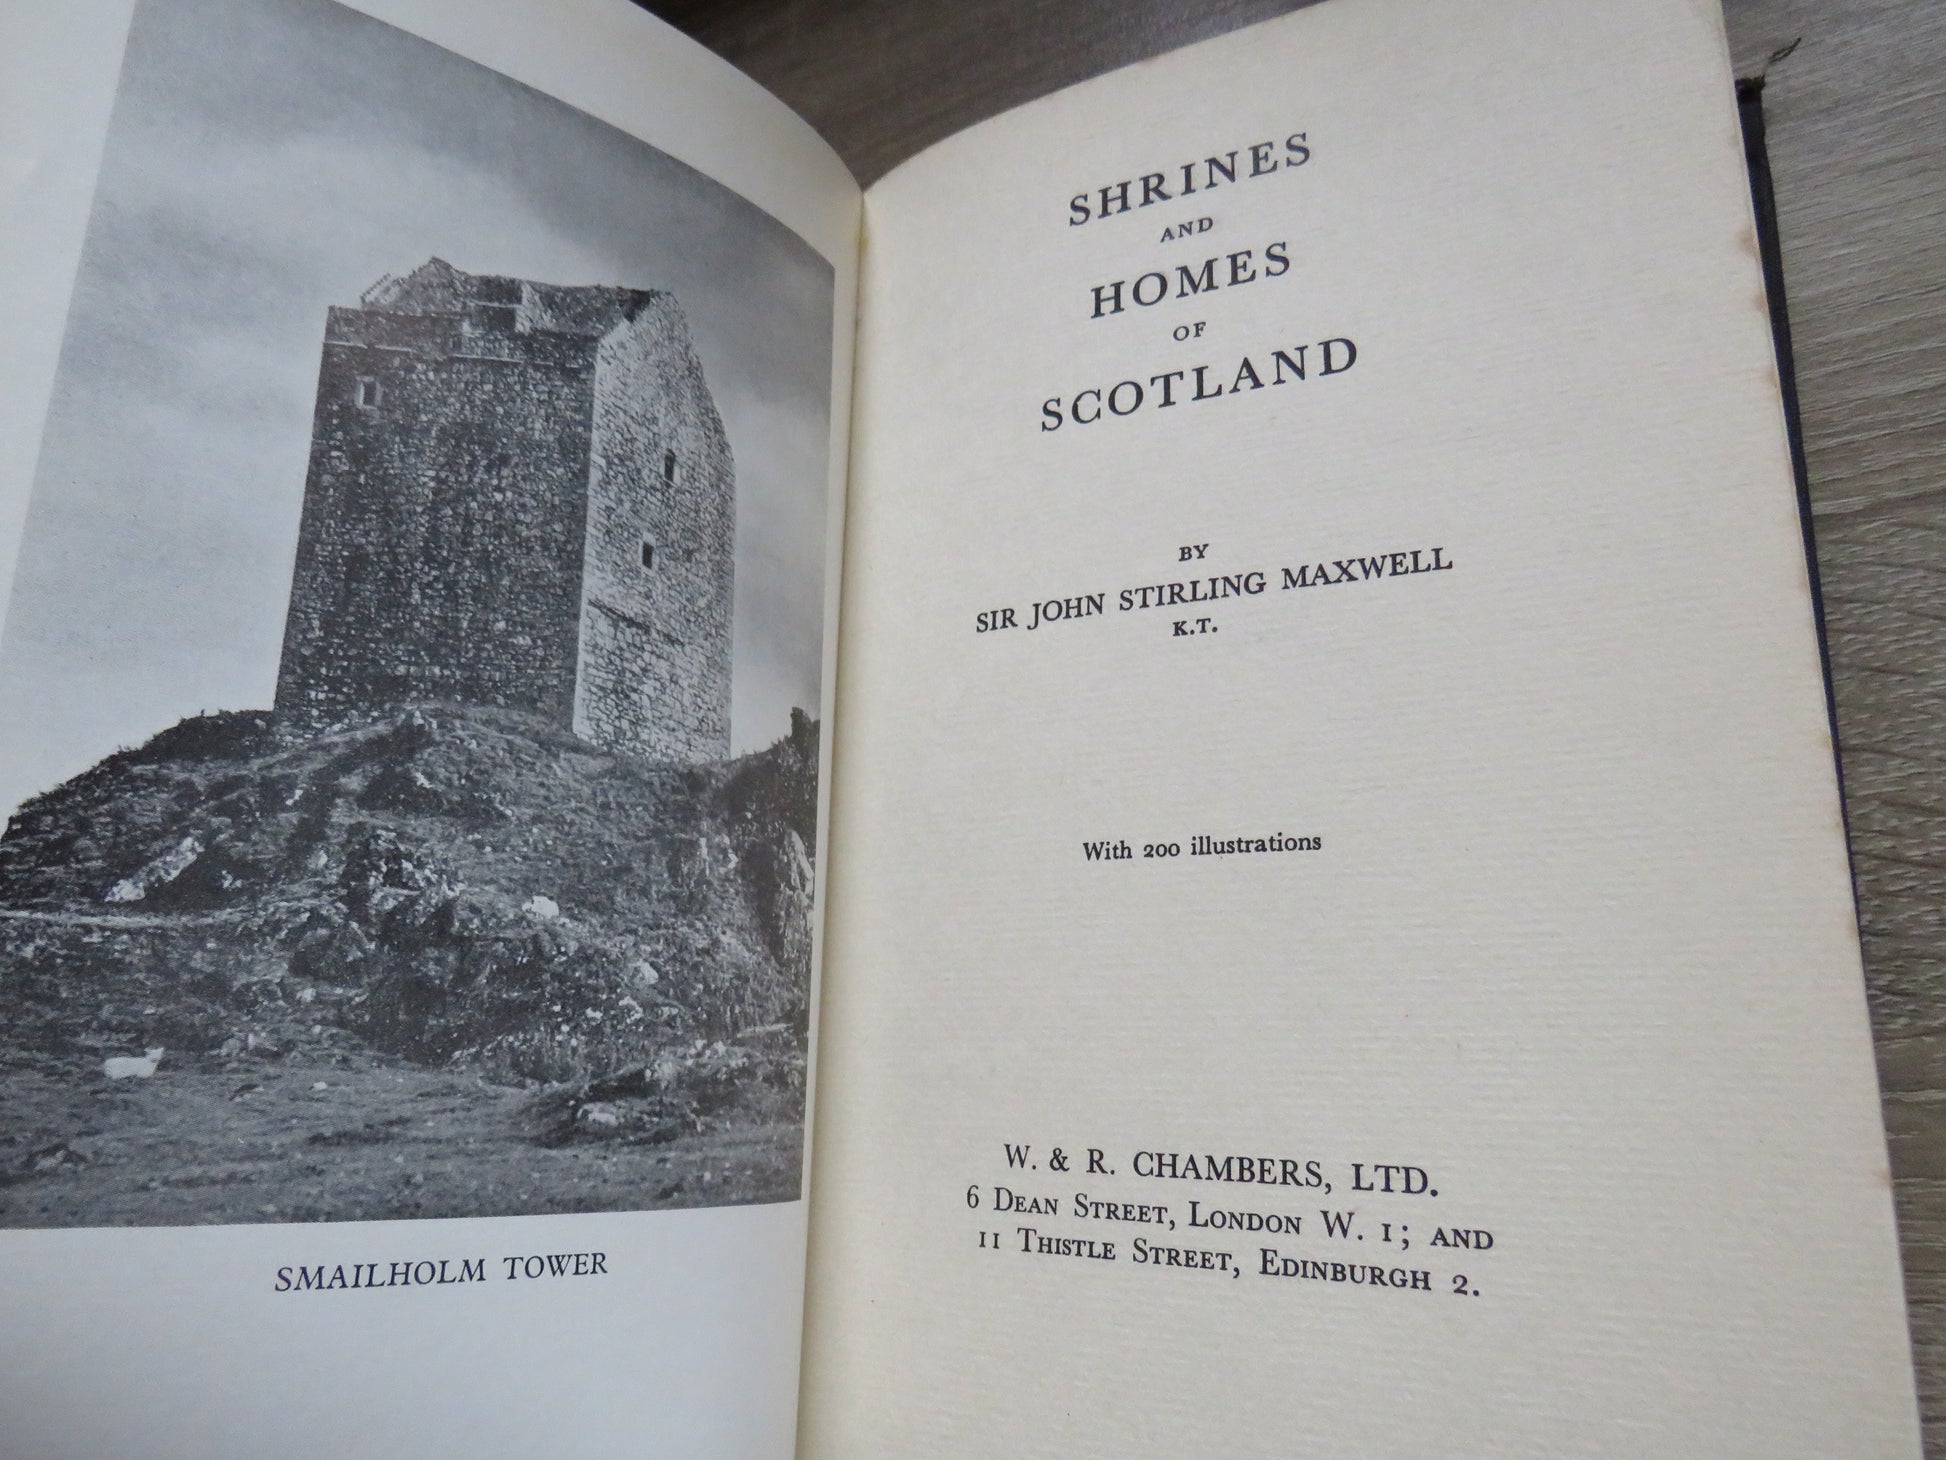 SMAILHOLM TOWER
SHRINES
AND
HOMES
OF
SCOTLAND
BY
SIR JOHN STIRLING MAXWELL
K.T.
With 200 illustrations
W. & R. CHAMBERS, LTD.
6 DEAN STREET, LONDON W. 1; AND
11 THISTLE STREET, EDINBURGH 2.